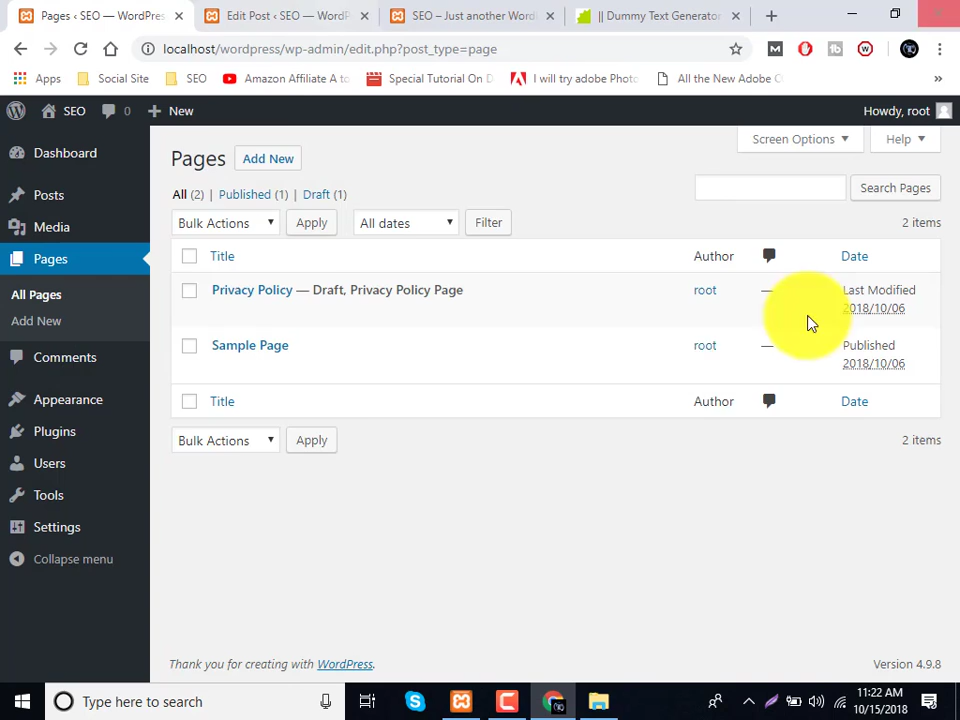 Pages ‹ SEO — WordPres
Edit Post ‹ SEO — WordP
SEO – Just another Word
|| Dummy Text Generator
localhost/wordpress/wp-admin/edit.php?post_type=page
Apps
Social Site
SEO
Amazon Affiliate A to
Special Tutorial On D
I will try adobe Photo
All the New Adobe C
»
SEO
0
New
Howdy, root
Dashboard
Posts
Media
Pages
All Pages
Add New
Comments
Appearance
Plugins
Users
Tools
Settings
Collapse menu
Screen Options
Help
Pages
Add New
All (2) | Published (1) | Draft (1)
Search Pages
Bulk Actions
Apply
All dates
Filter
2 items
Title
Author
Date
Privacy Policy — Draft, Privacy Policy Page
root
—
Last Modified
2018/10/06
Sample Page
root
—
Published
2018/10/06
Title
Author
Date
Bulk Actions
Apply
2 items
Thank you for creating with WordPress.
Version 4.9.8
Type here to search
11:22 AM
10/15/2018